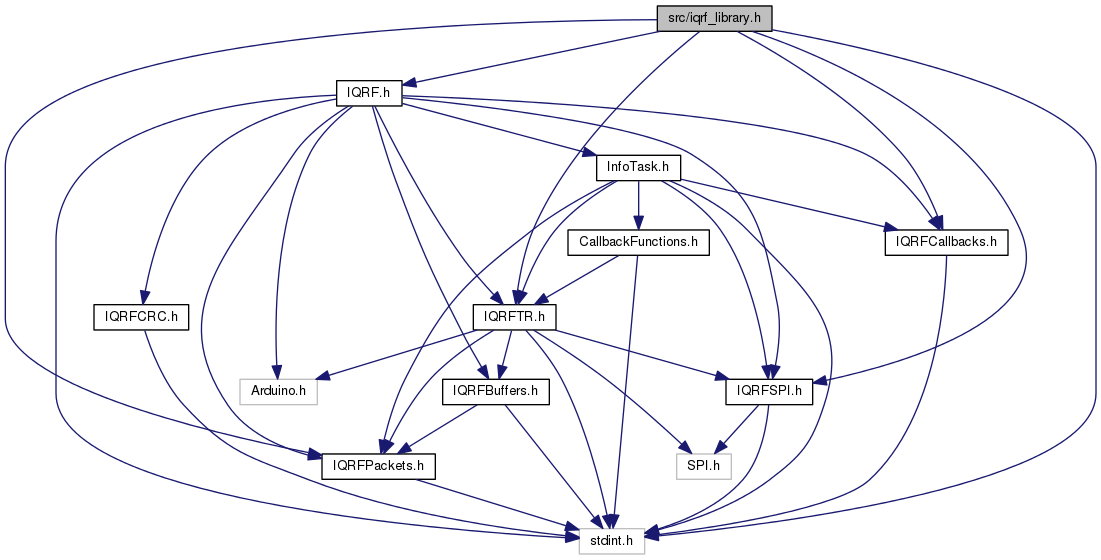 src/iqrf_library.h
IQRF.h
InfoTask.h
CallbackFunctions.h
IQRFCallbacks.h
IQRFCRC.h
IQRFTR.h
Arduino.h
IQRFBuffers.h
IQRFSPI.h
IQRFPackets.h
SPI.h
stdint.h